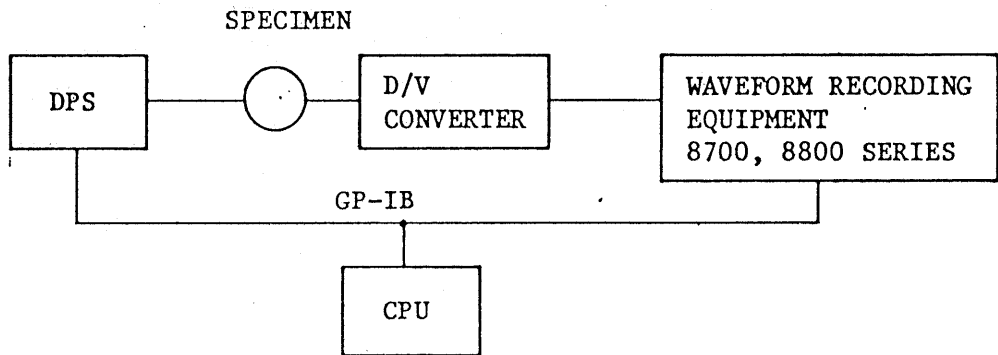 SPECIMEN
DPS
D/V
CONVERTER
WAVEFORM RECORDING
EQUIPMENT
8700, 8800 SERIES
GP-IB
CPU